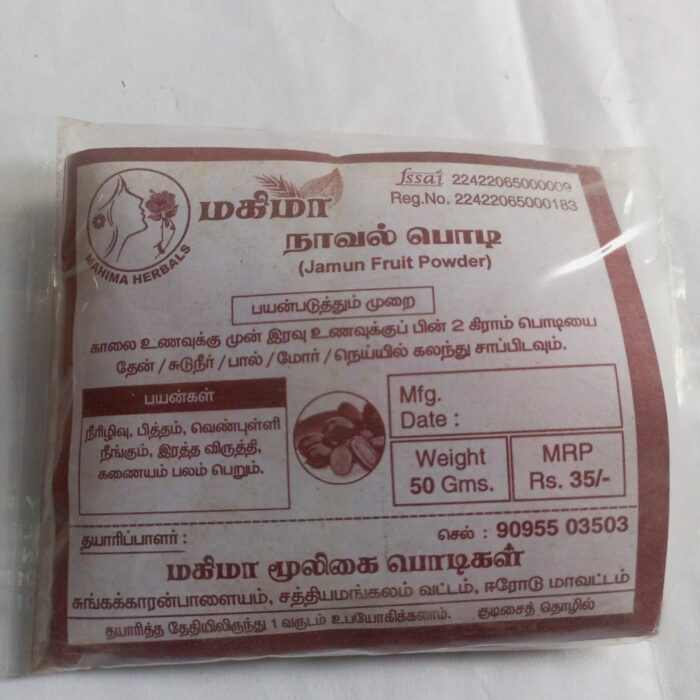 fssai 22422065000009
Reg.No. 22422065000183
மகிமா
MAHIMA HERBALS
நாவல் பொடி
(Jamun Fruit Powder)
பயன்படுத்தும் முறை
காலை உணவுக்கு முன் இரவு உணவுக்குப் பின் 2 கிராம் பொடியை
தேன் / சுடுநீர் / பால் / மோர் / நெய்யில் கலந்து சாப்பிடவும்.
பயன்கள்
நீரிழிவு, பித்தம், வெண்புள்ளி
நீங்கும், இரத்த விருத்தி,
கணையம் பலம் பெறும்.
Mfg.
Date :
Weight
50 Gms.
MRP
Rs. 35/-
தயாரிப்பாளர் :
செல் : 90955 03503
மகிமா மூலிகை பொடிகள்
சுங்கக்காரன்பாளையம், சத்தியமங்கலம் வட்டம், ஈரோடு மாவட்டம்
தயாரித்த தேதியிலிருந்து 1 வருடம் உபயோகிக்கலாம். குடிசைத் தொழில்